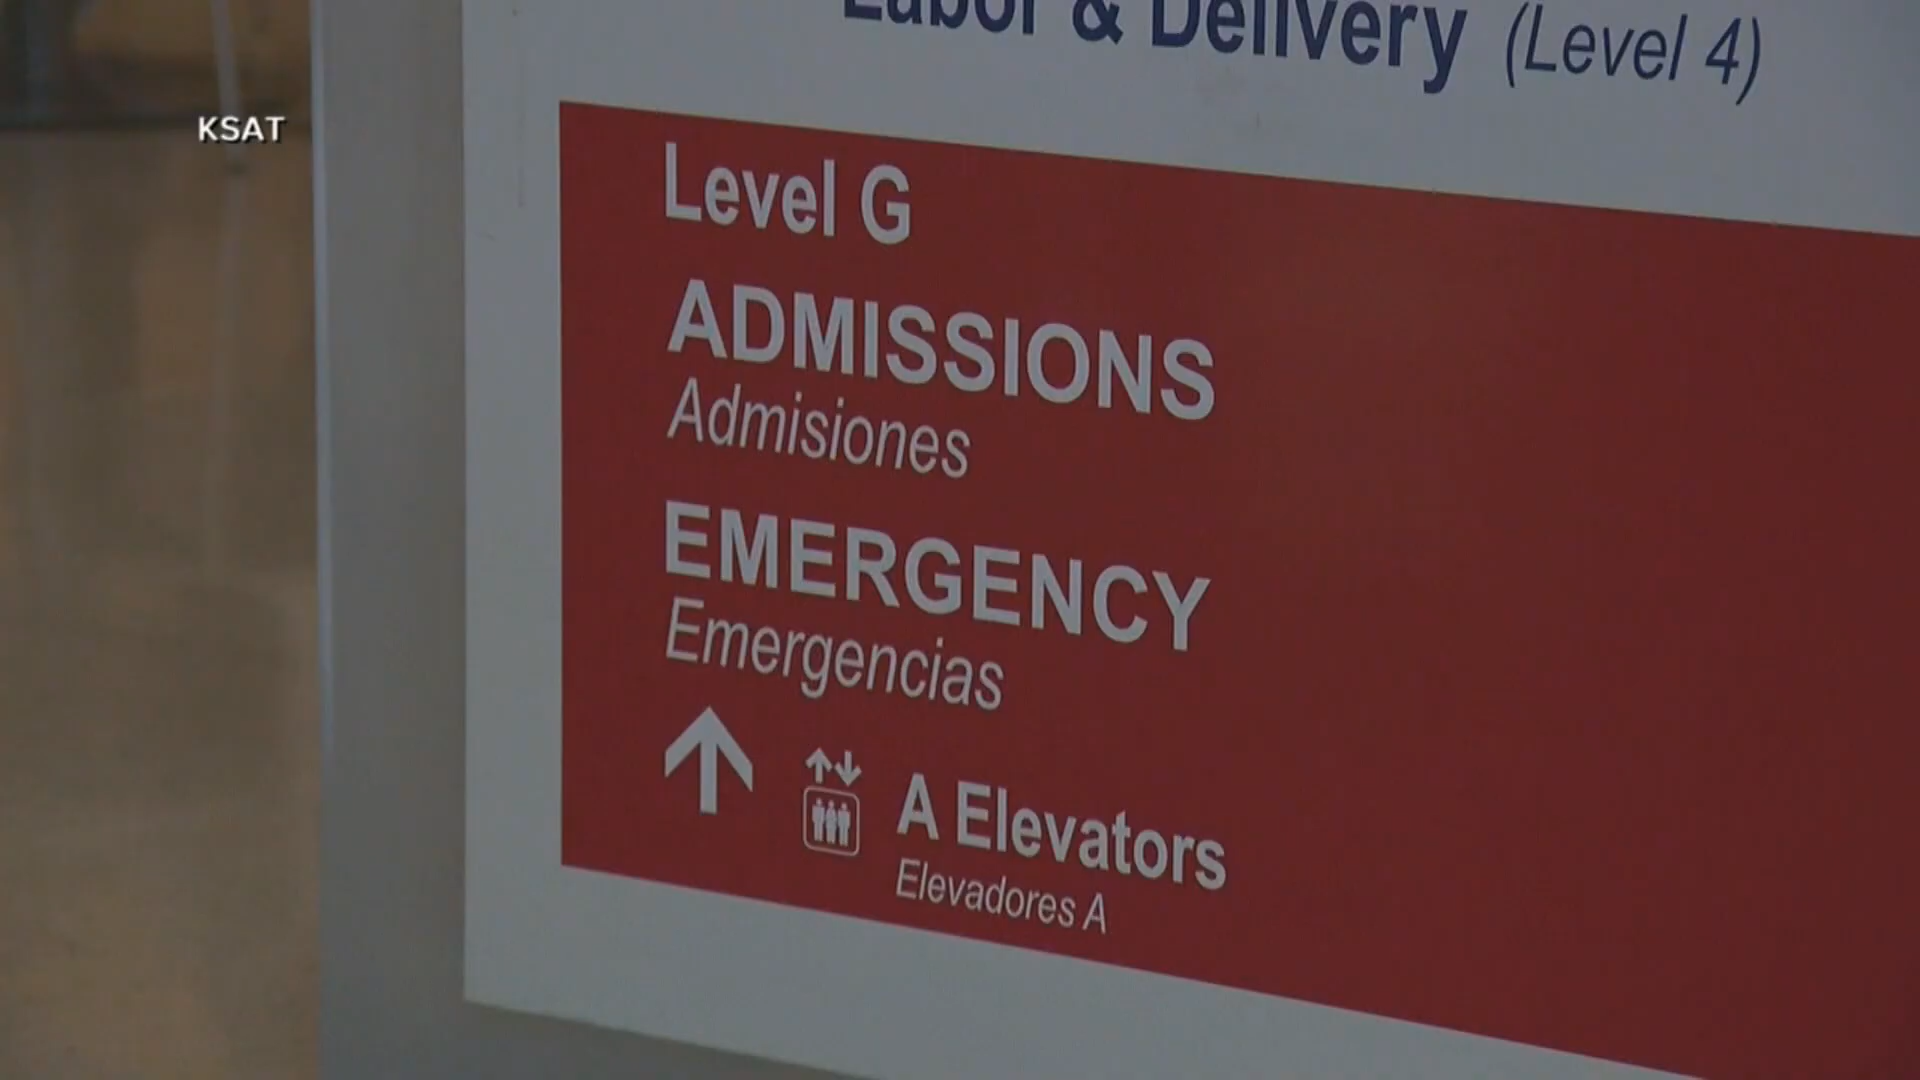 Labor & Delivery (Level 4)
KSAT
Level G
ADMISSIONS
Admisiones
EMERGENCY
Emergencias
A Elevators
Elevadores A